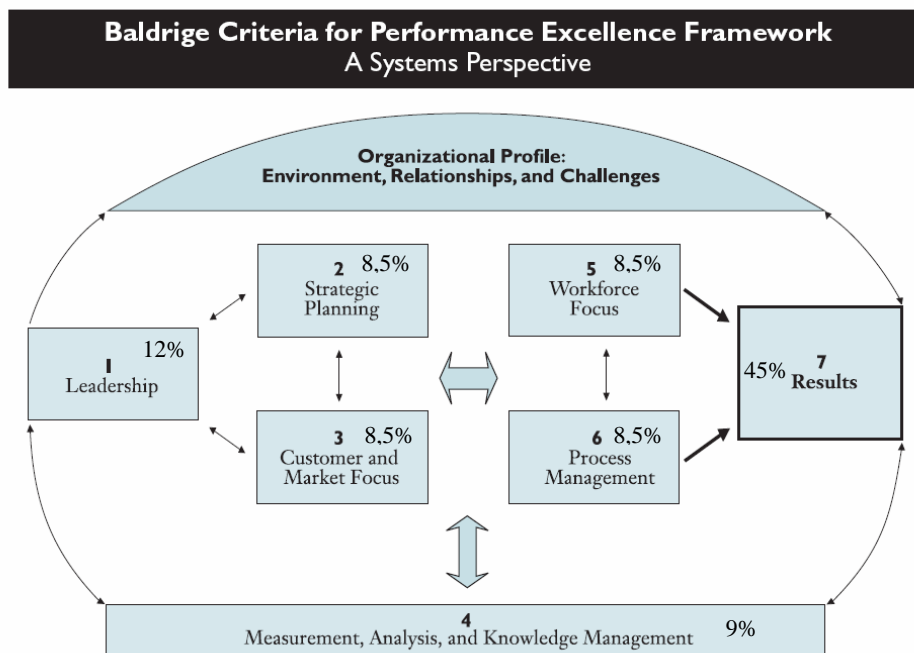 Baldrige Criteria for Performance Excellence Framework
A Systems Perspective
Organizational Profile:
Environment, Relationships, and Challenges
2 8,5%
Strategic
Planning
5 8,5%
Workforce
Focus
1 12%
Leadership
45% 7
Results
3 8,5%
Customer and
Market Focus
6 8,5%
Process
Management
4
Measurement, Analysis, and Knowledge Management 9%